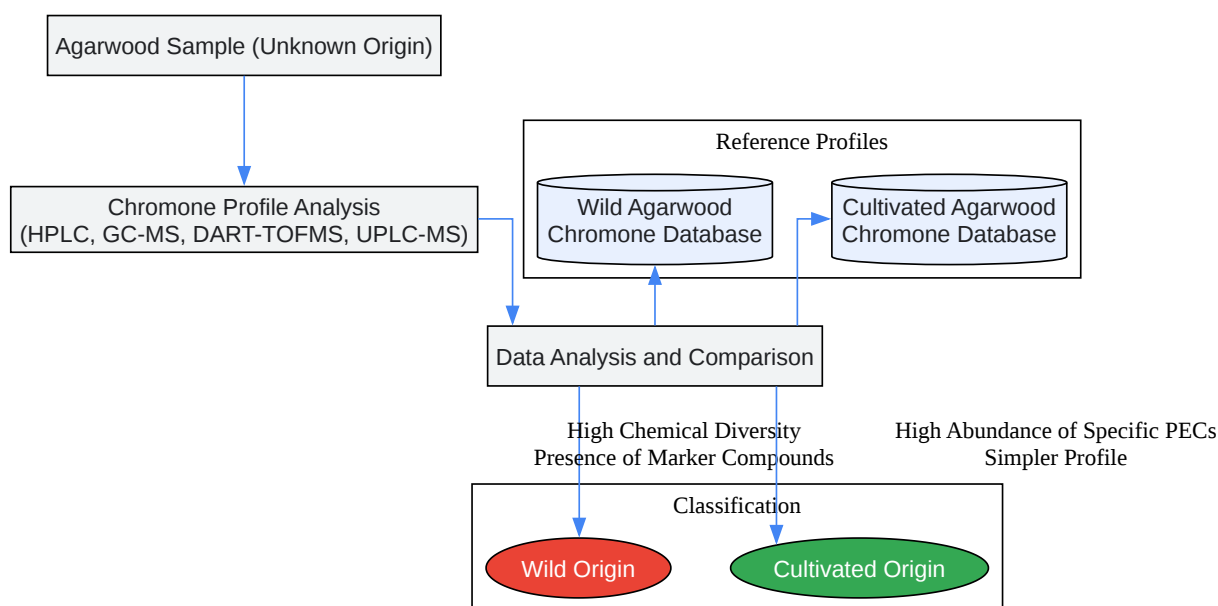 Agarwood Sample (Unknown Origin)
Chromone Profile Analysis
(HPLC, GC-MS, DART-TOFMS, UPLC-MS)
Reference Profiles
Wild Agarwood
Chromone Database
Cultivated Agarwood
Chromone Database
Data Analysis and Comparison
High Chemical Diversity
Presence of Marker Compounds
High Abundance of Specific PECs
Simpler Profile
Classification
Wild Origin
Cultivated Origin